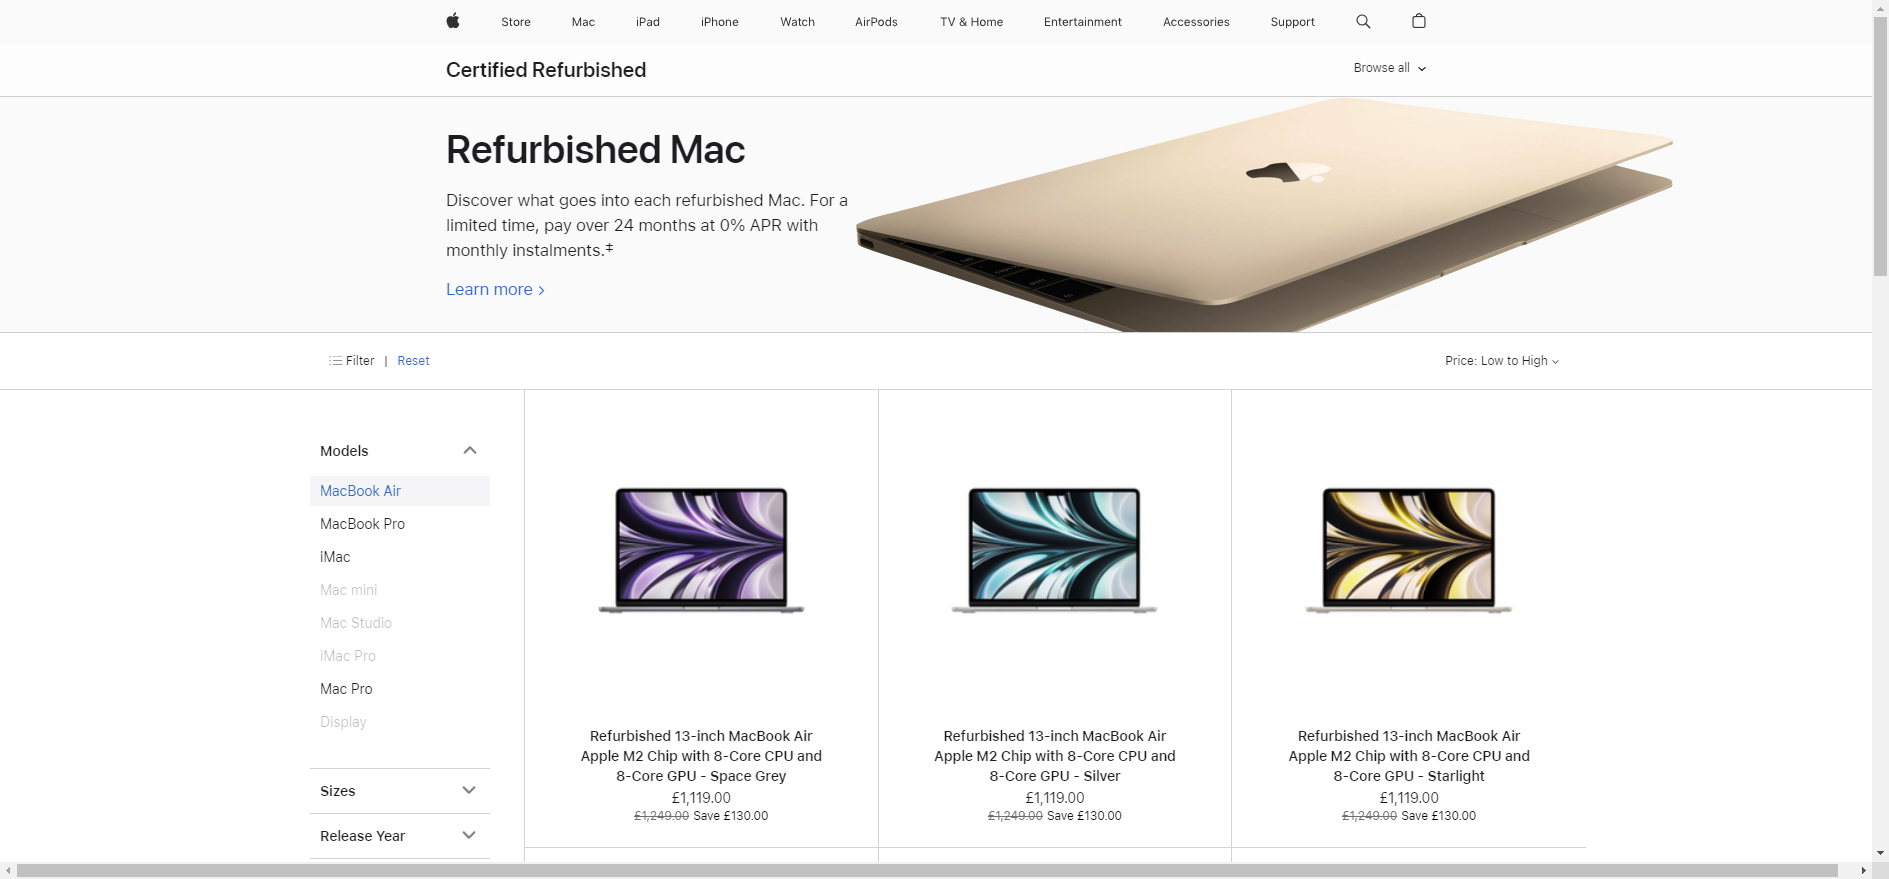 Store Mac iPad iPhone Watch AirPods TV & Home Entertainment Accessories Support
Certified Refurbished
Browse all
Refurbished Mac
Discover what goes into each refurbished Mac. For a
limited time, pay over 24 months at 0% APR with
monthly instalments.‡
Learn more >
Filter | Reset
Price: Low to High
Models
MacBook Air
MacBook Pro
iMac
Mac mini
Mac Studio
iMac Pro
Mac Pro
Display
Sizes
Release Year
Refurbished 13-inch MacBook Air
Apple M2 Chip with 8-Core CPU and
8-Core GPU - Space Grey
£1,119.00
£1,249.00 Save £130.00
Refurbished 13-inch MacBook Air
Apple M2 Chip with 8-Core CPU and
8-Core GPU - Silver
£1,119.00
£1,249.00 Save £130.00
Refurbished 13-inch MacBook Air
Apple M2 Chip with 8-Core CPU and
8-Core GPU - Starlight
£1,119.00
£1,249.00 Save £130.00